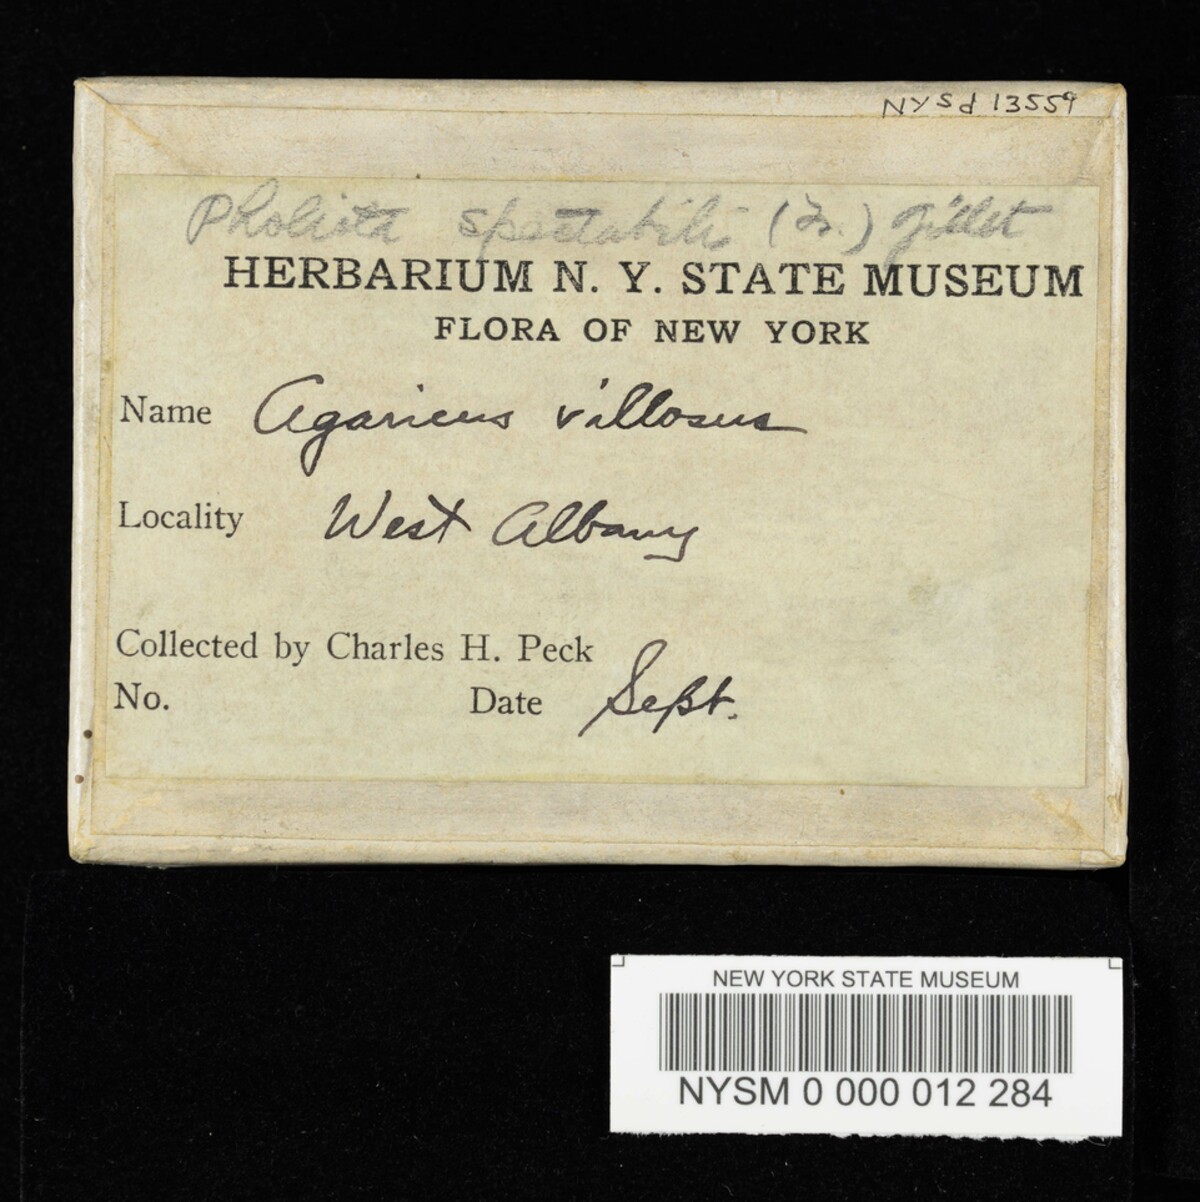 NYSd 13559
Pholiota spectabilis (Fr.) Gillet
HERBARIUM N. Y. STATE MUSEUM
FLORA OF NEW YORK
Name Agaricus villosus
Locality West Albany
Collected by Charles H. Peck
No. Date Sept.
NEW YORK STATE MUSEUM
NYSM 0 000 012 284